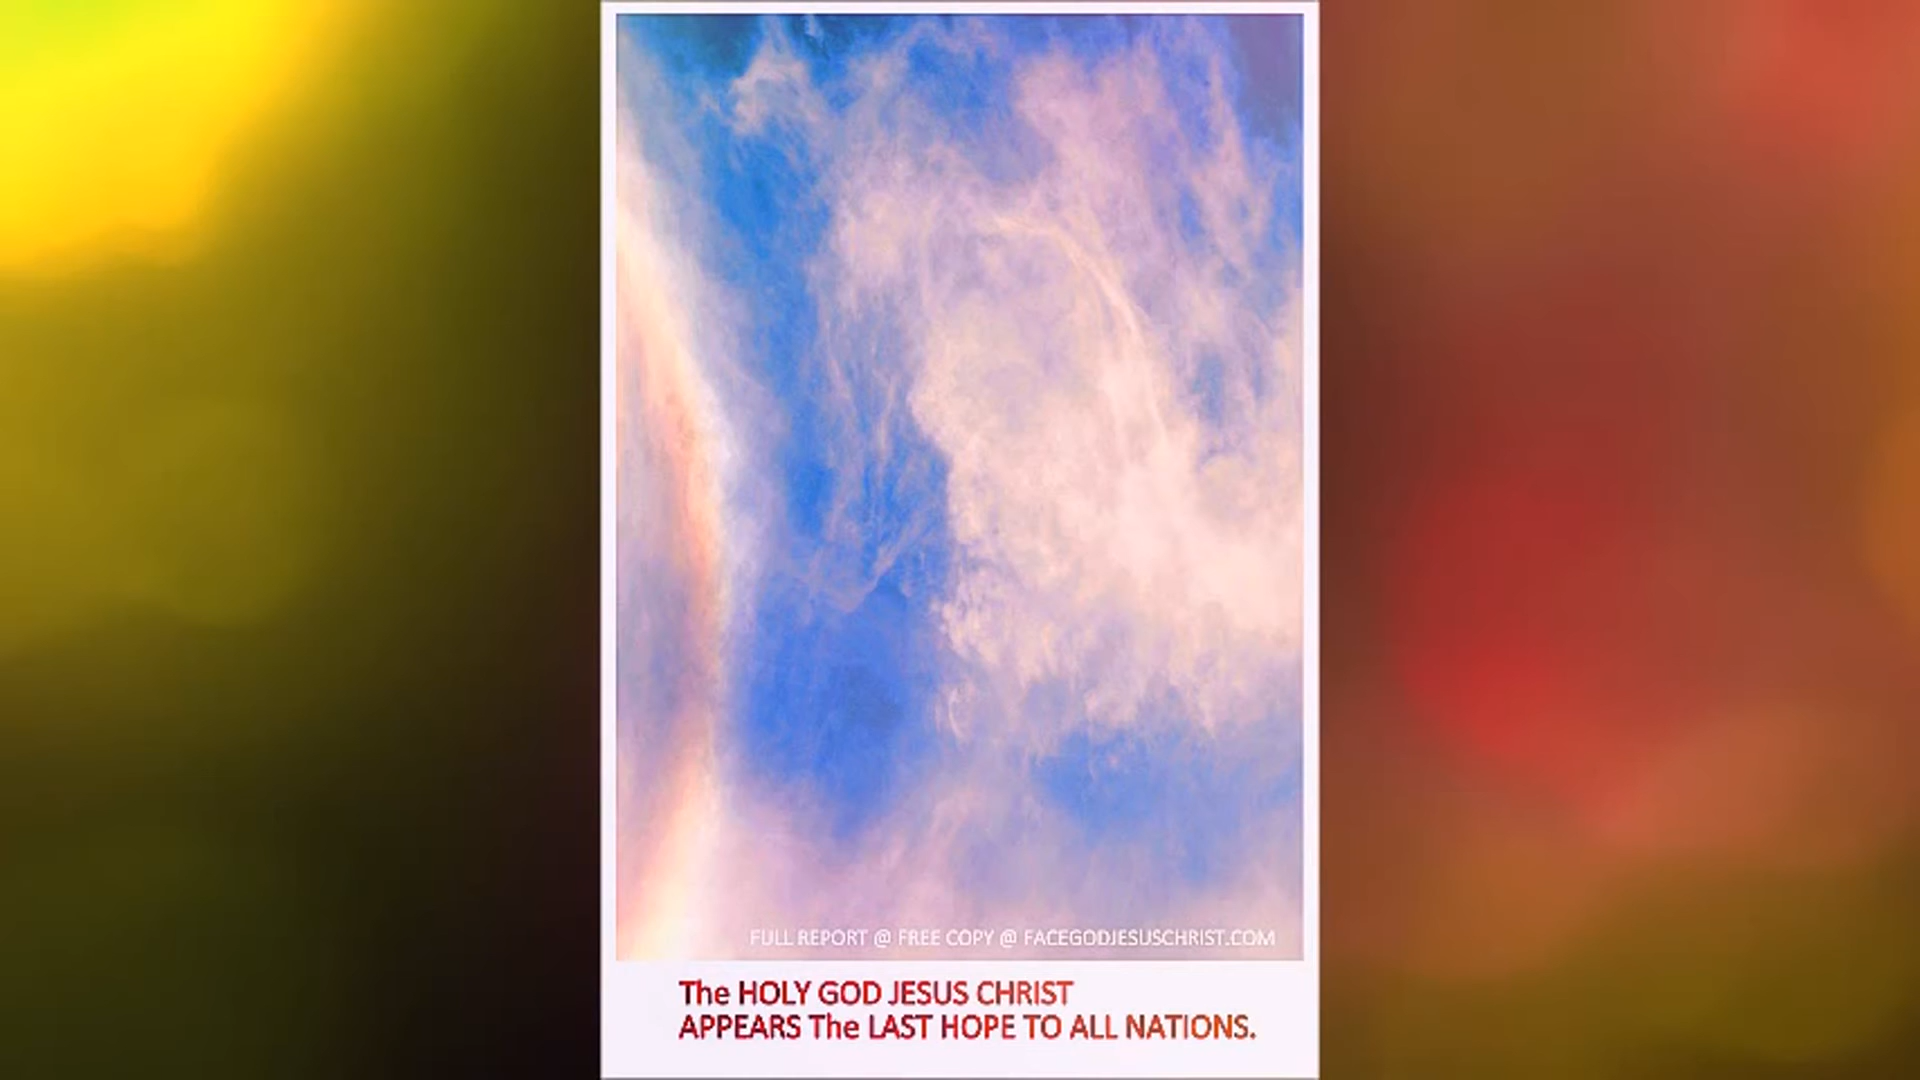 FULL REPORT @ FREE COPY @ FACEGODJESUSCHRIST.COM
The HOLY GOD JESUS CHRIST
APPEARS The LAST HOPE TO ALL NATIONS.